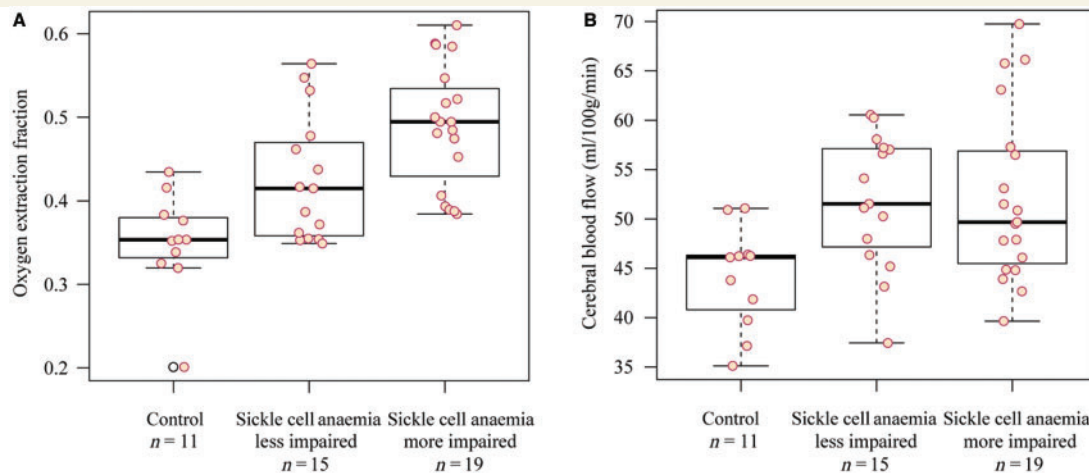 A
Oxygen extraction fraction
0.6
0.5
0.4
0.3
0.2
Control
n = 11
Sickle cell anaemia
less impaired
n = 15
Sickle cell anaemia
more impaired
n = 19
B
Cerebral blood flow (ml/100g/min)
70
65
60
55
50
45
40
35
Control
n = 11
Sickle cell anaemia
less impaired
n = 15
Sickle cell anaemia
more impaired
n = 19